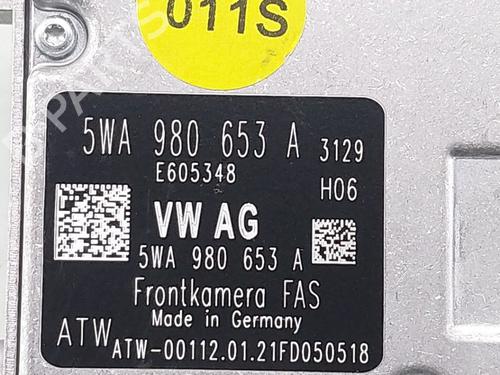 011S
5WA 980 653 A 3129
E605348
H06
VW AG
5WA 980 653 A
Frontkamera FAS
Made in Germany
ATW
ATW-00112.01.21FD050518